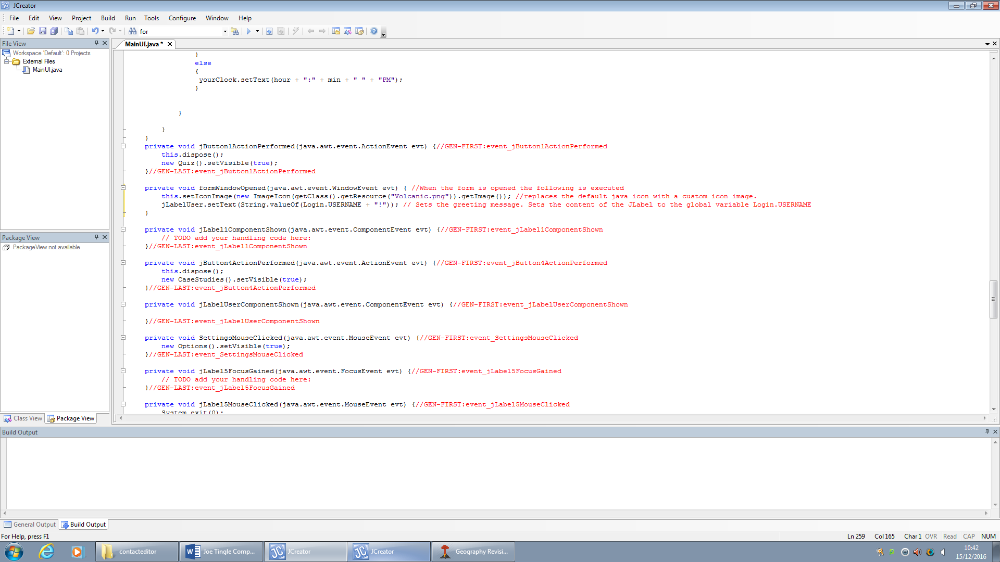 JCreator
File Edit View Project Build Run Tools Configure Window Help
for
File View
Workspace 'Default': 0 Projects
External Files
MainUI.java
Package View
PackageView not available
Class View Package View
MainUI.java *
}
else
{
yourClock.setText(hour + ":" + min + " " + "PM");
}
}
}
}
private void jButton1ActionPerformed(java.awt.event.ActionEvent evt) {//GEN-FIRST:event_jButton1ActionPerformed
this.dispose();
new Quiz().setVisible(true);
}//GEN-LAST:event_jButton1ActionPerformed
private void formWindowOpened(java.awt.event.WindowEvent evt) { //When the form is opened the following is executed
this.setIconImage(new ImageIcon(getClass().getResource("Volcanic.png")).getImage()); //replaces the default java icon with a custom icon image.
jLabelUser.setText(String.valueOf(Login.USERNAME + "!")); // Sets the greeting message. Sets the content of the JLabel to the global variable Login.USERNAME
}
private void jLabel1ComponentShown(java.awt.event.ComponentEvent evt) {//GEN-FIRST:event_jLabel1ComponentShown
// TODO add your handling code here:
}//GEN-LAST:event_jLabel1ComponentShown
private void jButton4ActionPerformed(java.awt.event.ActionEvent evt) {//GEN-FIRST:event_jButton4ActionPerformed
this.dispose();
new CaseStudies().setVisible(true);
}//GEN-LAST:event_jButton4ActionPerformed
private void jLabelUserComponentShown(java.awt.event.ComponentEvent evt) {//GEN-FIRST:event_jLabelUserComponentShown
}//GEN-LAST:event_jLabelUserComponentShown
private void SettingsMouseClicked(java.awt.event.MouseEvent evt) {//GEN-FIRST:event_SettingsMouseClicked
new Options().setVisible(true);
}//GEN-LAST:event_SettingsMouseClicked
private void jLabel5FocusGained(java.awt.event.FocusEvent evt) {//GEN-FIRST:event_jLabel5FocusGained
// TODO add your handling code here:
}//GEN-LAST:event_jLabel5FocusGained
private void jLabel5MouseClicked(java.awt.event.MouseEvent evt) {//GEN-FIRST:event_jLabel5MouseClicked
System.exit(0);
Build Output
General Output Build Output
For Help, press F1
Ln 259 Col 165 Char 1 OVR Read CAP NUM
contacteditor
Joe Tingle Comp...
JCreator
JCreator
Geography Revisi...
10:42
15/12/2016